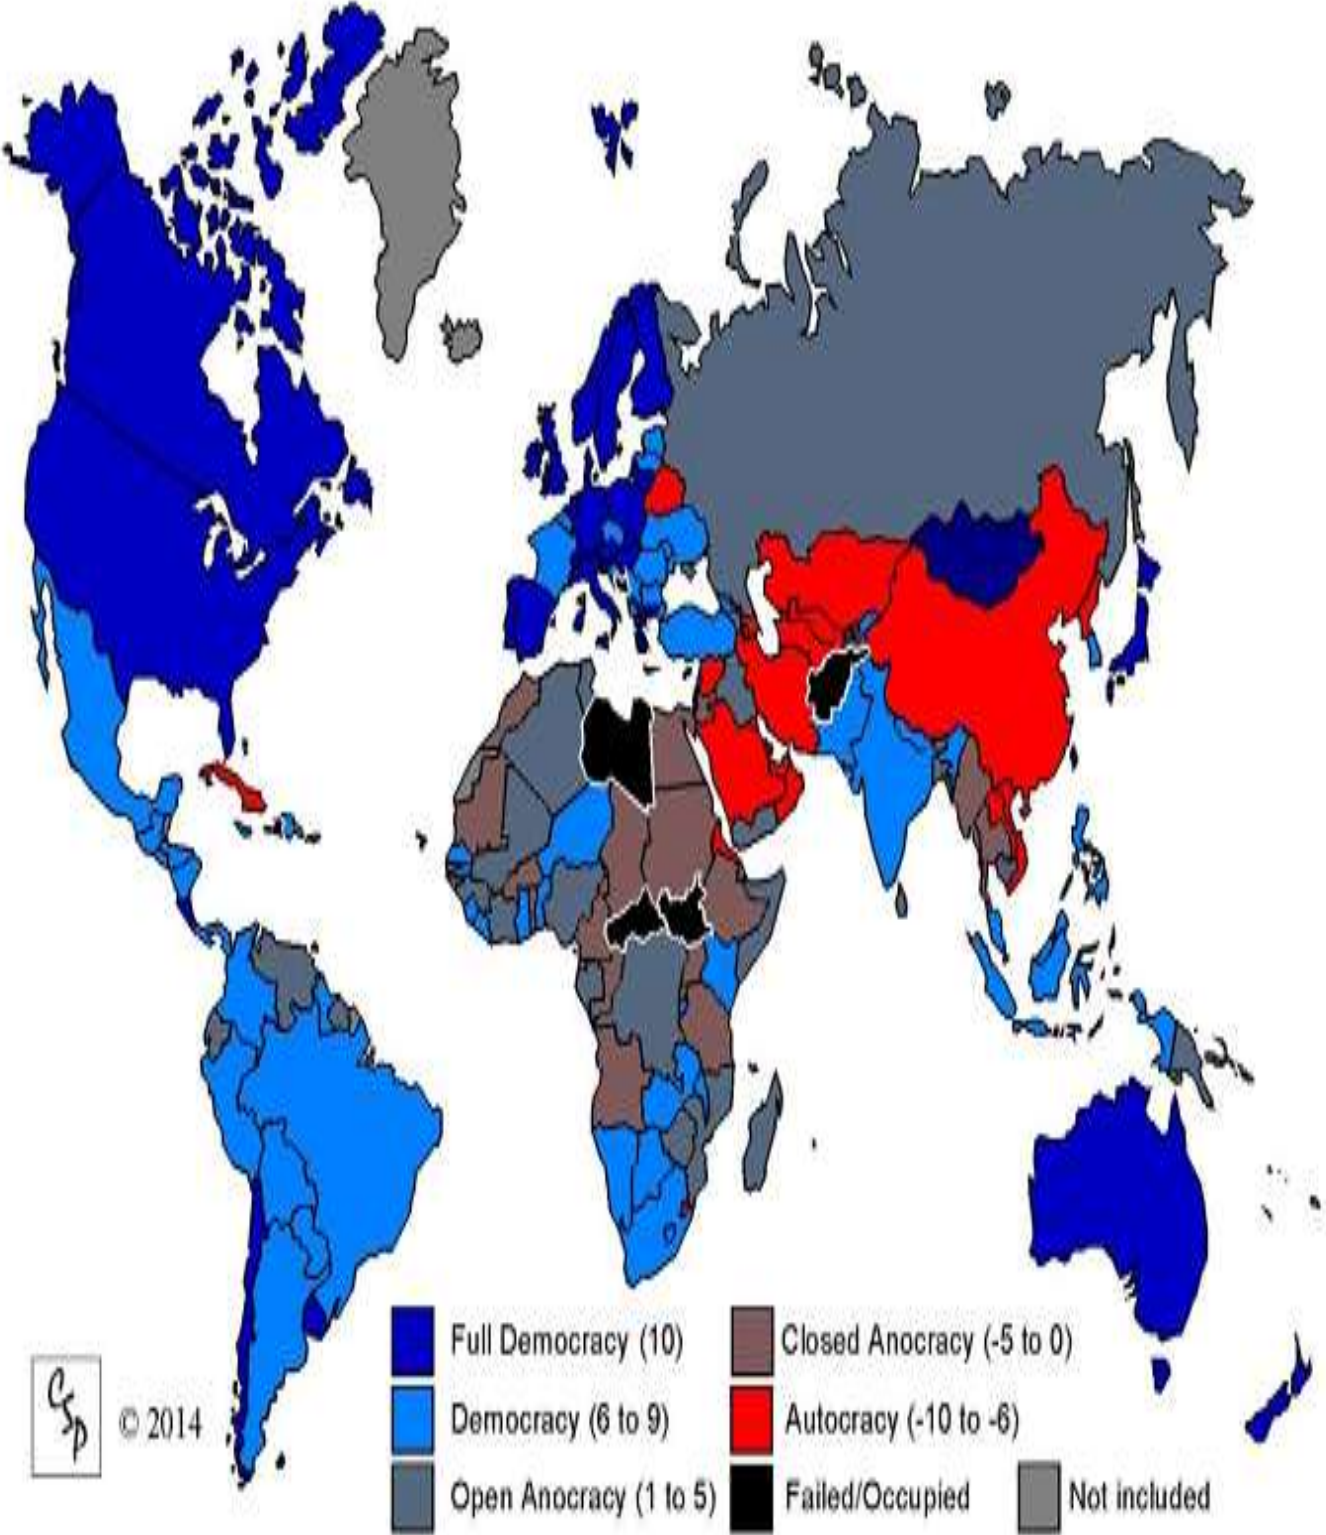 Full Democracy (10)
Closed Anocracy (-5 to 0)
CSP
© 2014
Democracy (6 to 9)
Autocracy (-10 to -6)
Open Anocracy (1 to 5)
Failed/Occupied
Not included